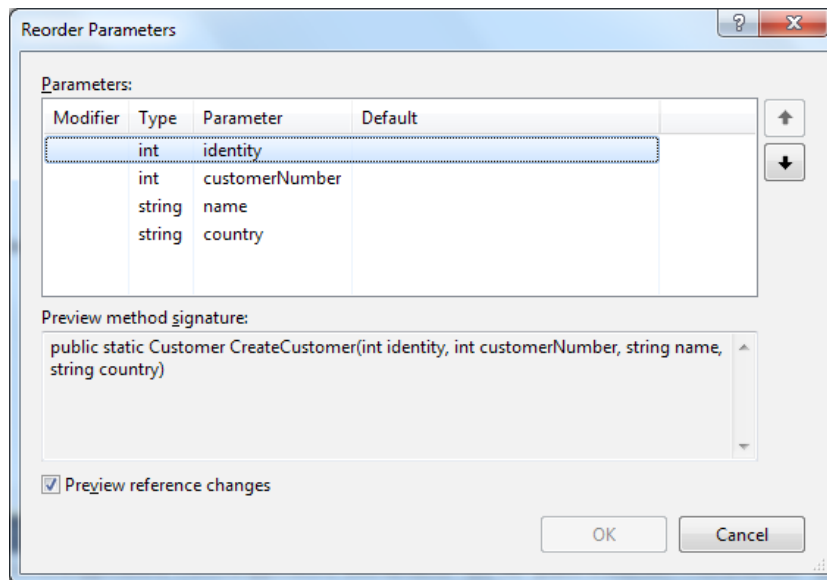 Reorder Parameters
Parameters:
Modifier Type Parameter Default
int identity
int customerNumber
string name
string country
Preview method signature:
public static Customer CreateCustomer(int identity, int customerNumber, string name,
string country)
Preview reference changes
OK Cancel